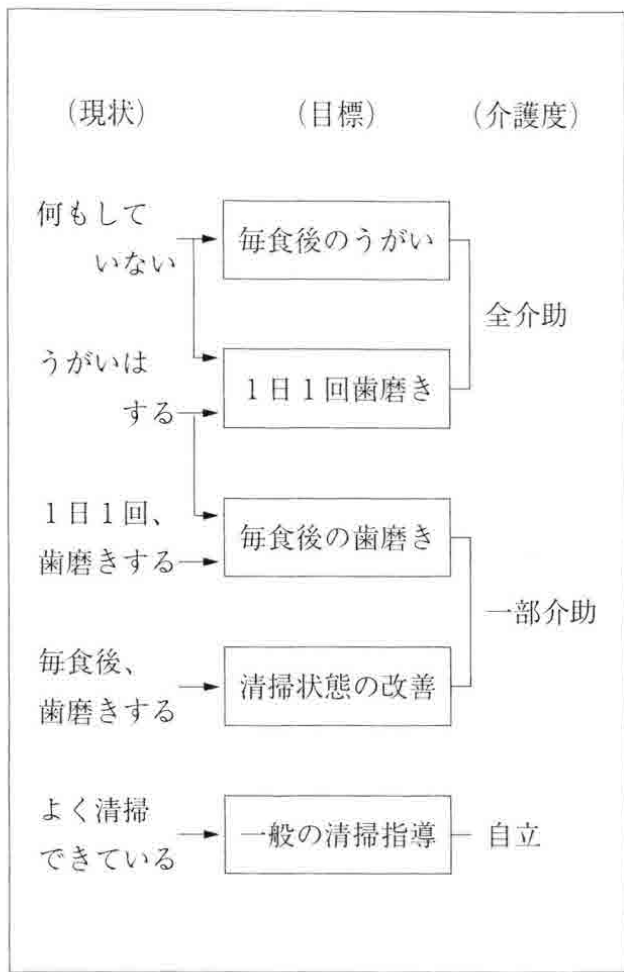 (現状)
(目標)
(介護度)
何もして
いない
毎食後のうがい
全介助
うがいは
する
1日1回歯磨き
1日1回、
歯磨きする
毎食後の歯磨き
一部介助
毎食後、
歯磨きする
清掃状態の改善
よく清掃
できている
一般の清掃指導
自立